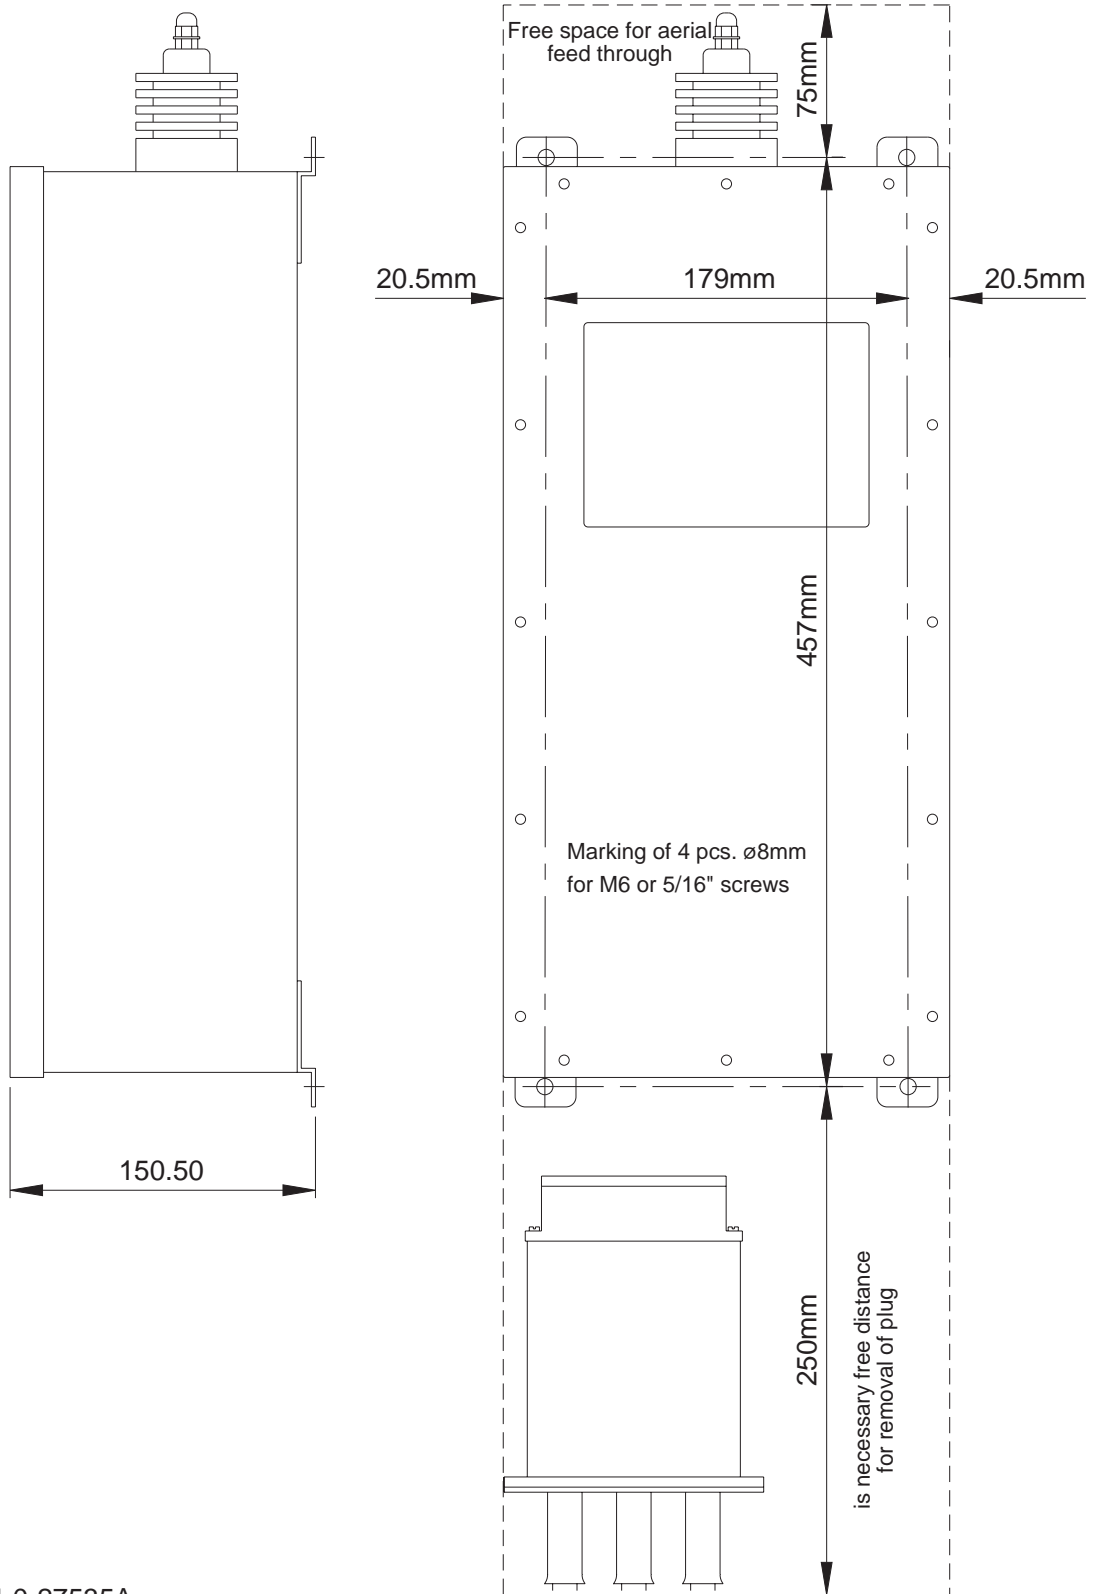 Free space for aerial
feed through
75mm
20.5mm
179mm
20.5mm
457mm
Marking of 4 pcs. ø8mm
for M6 or 5/16" screws
150.50
250mm
is necessary free distance
for removal of plug